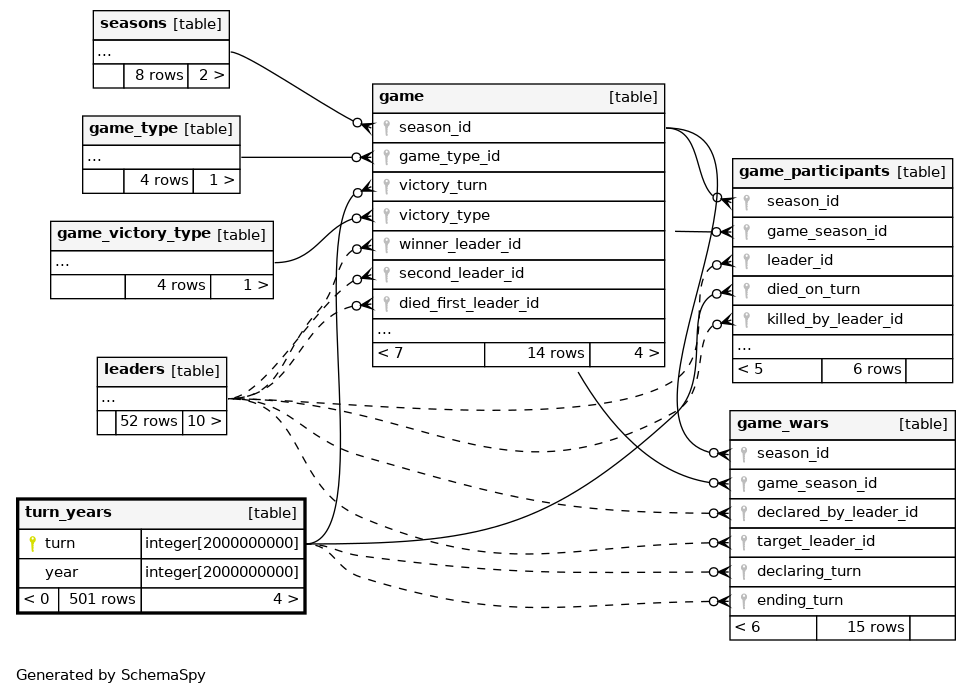 seasons [table]
...
8 rows 2 >
game_type [table]
...
4 rows 1 >
game_victory_type [table]
...
4 rows 1 >
leaders [table]
...
52 rows 10 >
turn_years [table]
turn integer[2000000000]
year integer[2000000000]
< 0 501 rows 4 >
game [table]
season_id
game_type_id
victory_turn
victory_type
winner_leader_id
second_leader_id
died_first_leader_id
...
< 7 14 rows 4 >
game_participants [table]
season_id
game_season_id
leader_id
died_on_turn
killed_by_leader_id
...
< 5 6 rows
game_wars [table]
season_id
game_season_id
declared_by_leader_id
target_leader_id
declaring_turn
ending_turn
< 6 15 rows
Generated by SchemaSpy